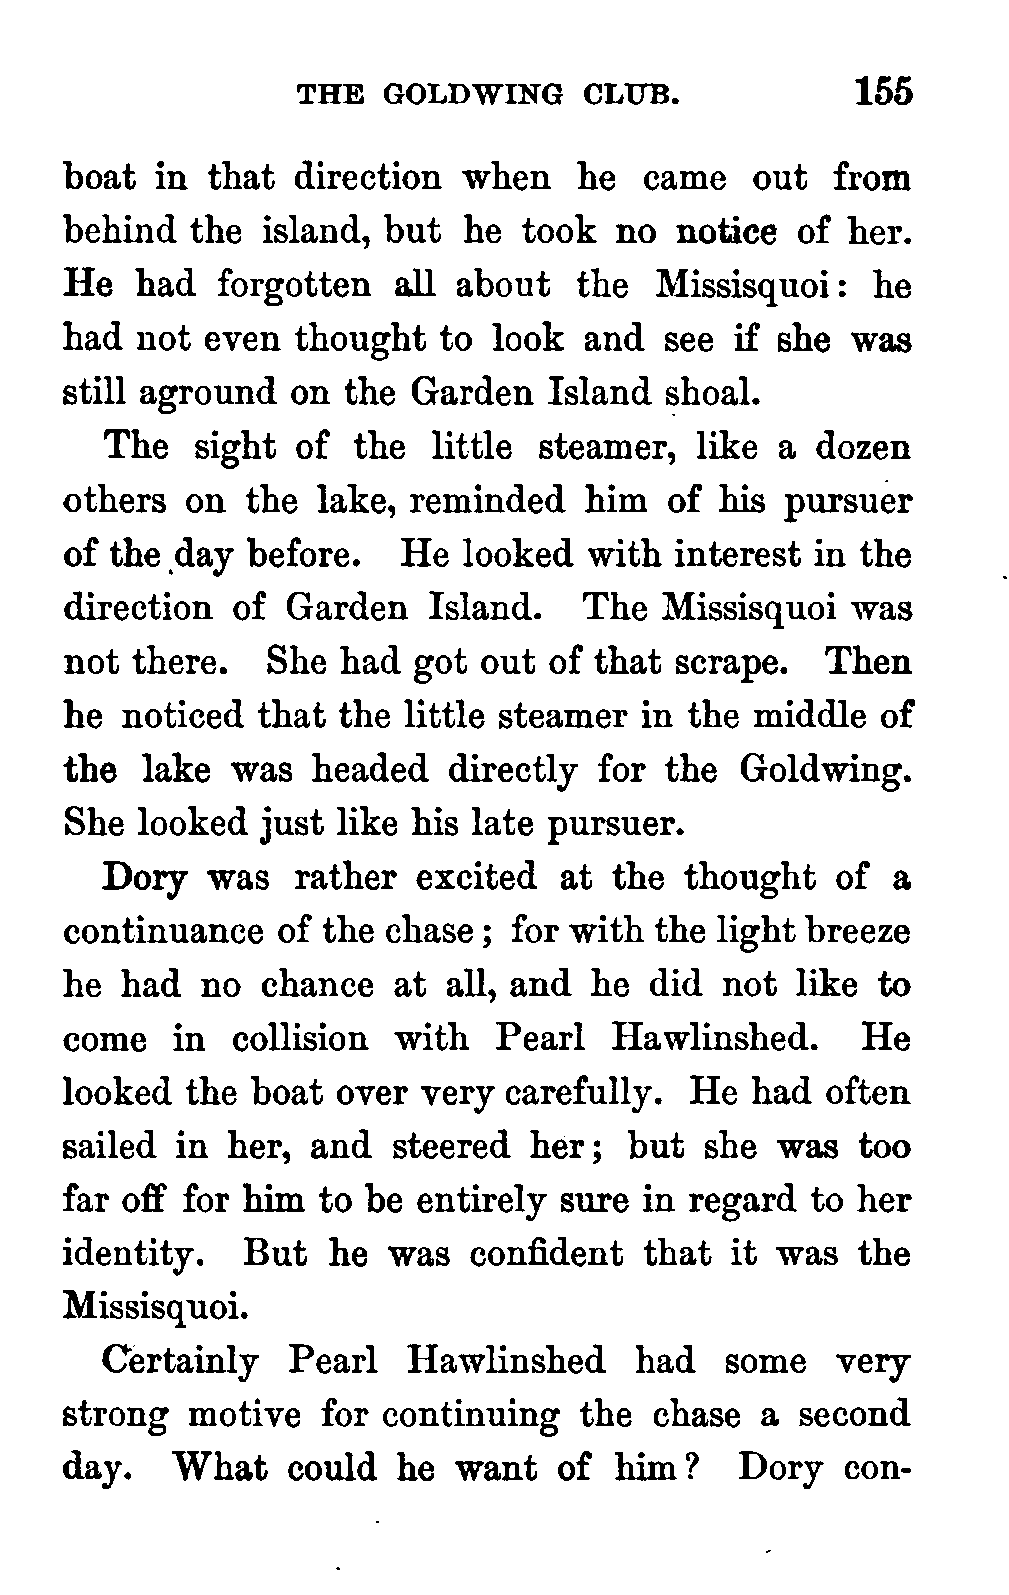 THE GOLDWING CLUB. 155
boat in that direction when he came out from
behind the island, but he took no notice of her.
He had forgotten all about the Missisquoi: he
had not even thought to look and see if she was
still aground on the Garden Island shoal.
The sight of the little steamer, like a dozen
others on the lake, reminded him of his pursuer
of the day before. He looked with interest in the
direction of Garden Island. The Missisquoi was
not there. She had got out of that scrape. Then
he noticed that the little steamer in the middle of
the lake was headed directly for the Goldwing.
She looked just like his late pursuer.
Dory was rather excited at the thought of a
continuance of the chase; for with the light breeze
he had no chance at all, and he did not like to
come in collision with Pearl Hawlinshed. He
looked the boat over very carefully. He had often
sailed in her, and steered her; but she was too
far off for him to be entirely sure in regard to her
identity. But he was confident that it was the
Missisquoi.
Certainly Pearl Hawlinshed had some very
strong motive for continuing the chase a second
day. What could he want of him? Dory con-